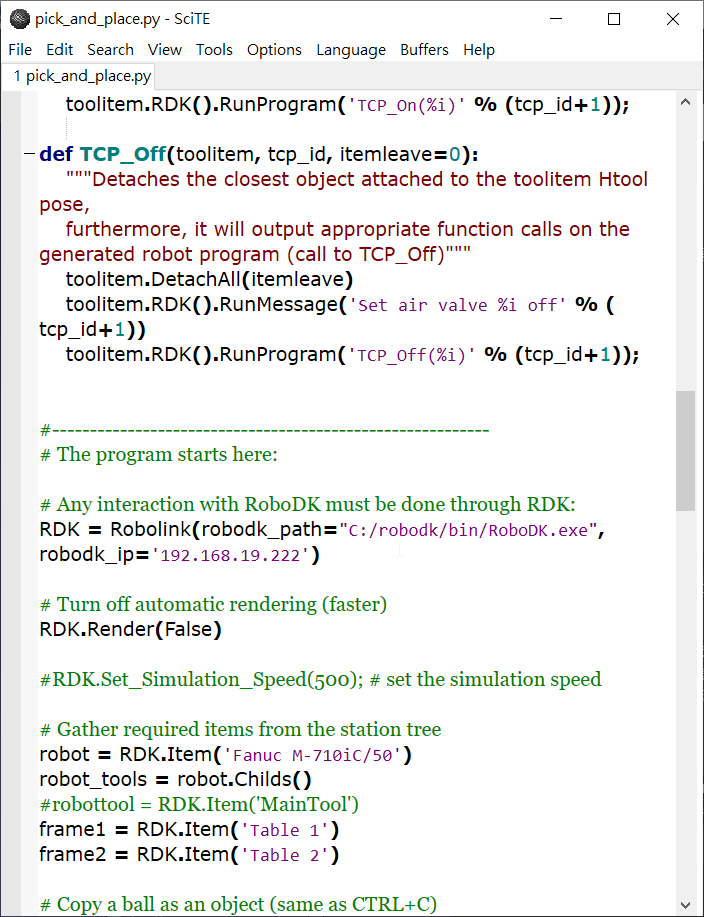 pick_and_place.py - SciTE
File Edit Search View Tools Options Language Buffers Help
1 pick_and_place.py
toolitem.RDK().RunProgram('TCP_On(%i)' % (tcp_id+1));
def TCP_Off(toolitem, tcp_id, itemleave=0):
"""Detaches the closest object attached to the toolitem Htool
pose,
furthermore, it will output appropriate function calls on the
generated robot program (call to TCP_Off)"""
toolitem.DetachAll(itemleave)
toolitem.RDK().RunMessage('Set air valve %i off' % (
tcp_id+1))
toolitem.RDK().RunProgram('TCP_Off(%i)' % (tcp_id+1));
#----------------------------------------------------------
# The program starts here:
# Any interaction with RoboDK must be done through RDK:
RDK = Robolink(robodk_path="C:/robodk/bin/RoboDK.exe",
robodk_ip='192.168.19.222')
# Turn off automatic rendering (faster)
RDK.Render(False)
#RDK.Set_Simulation_Speed(500); # set the simulation speed
# Gather required items from the station tree
robot = RDK.Item('Fanuc M-710iC/50')
robot_tools = robot.Childs()
#robottool = RDK.Item('MainTool')
frame1 = RDK.Item('Table 1')
frame2 = RDK.Item('Table 2')
# Copy a ball as an object (same as CTRL+C)